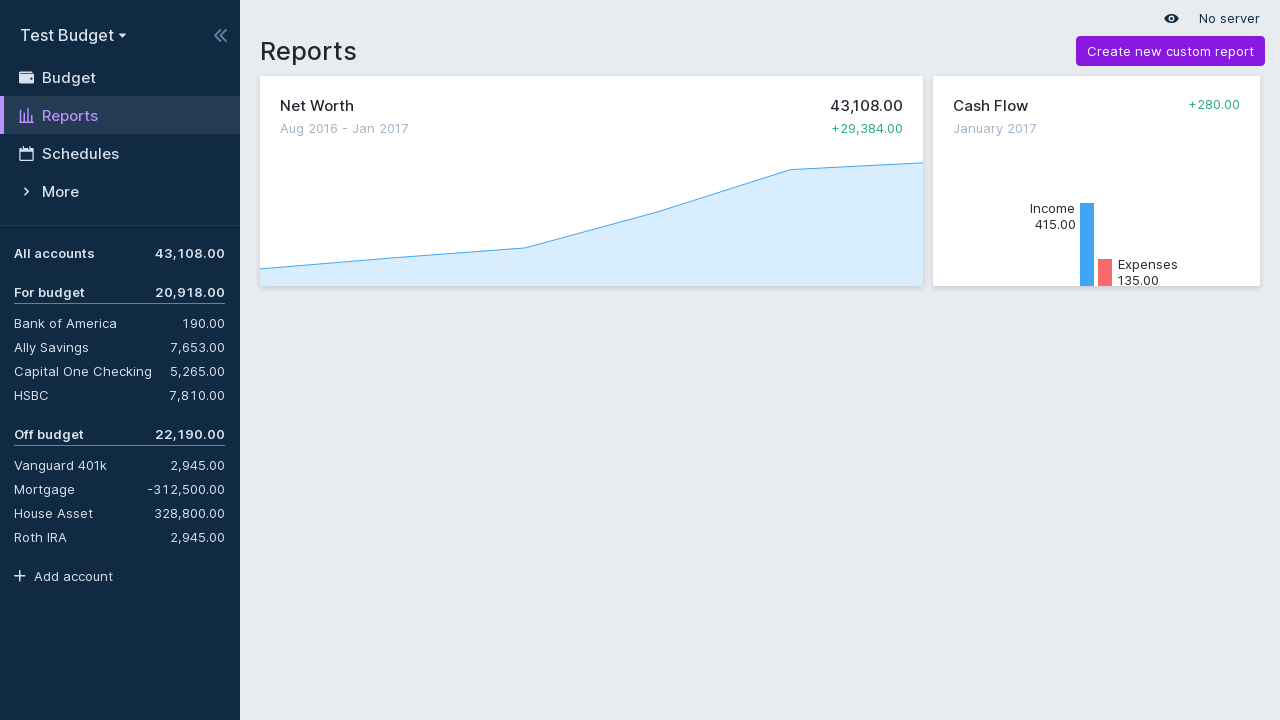 Test Budget
Budget
Reports
Schedules
More
All accounts 43,108.00
For budget 20,918.00
Bank of America 190.00
Ally Savings 7,653.00
Capital One Checking 5,265.00
HSBC 7,810.00
Off budget 22,190.00
Vanguard 401k 2,945.00
Mortgage -312,500.00
House Asset 328,800.00
Roth IRA 2,945.00
Add account
No server
Reports
Create new custom report
Net Worth 43,108.00
Aug 2016 - Jan 2017 +29,384.00
Cash Flow +280.00
January 2017
Income
415.00
Expenses
135.00